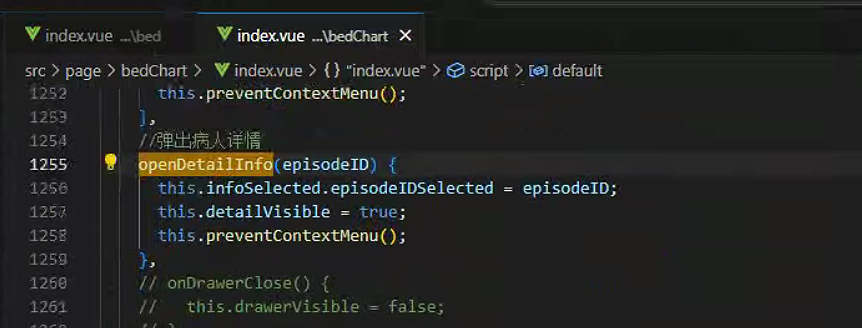 index.vue ...\bed
index.vue ...\bedChart
src > page > bedChart > index.vue > {} "index.vue" > script > default
1252 this.preventContextMenu();
1253 },
1254 //弹出病人详情
1255 openDetailInfo(episodeID) {
1256 this.infoSelected.episodeIDSelected = episodeID;
1257 this.detailVisible = true;
1258 this.preventContextMenu();
1259 },
1260 // onDrawerClose() {
1261 // this.drawerVisible = false;